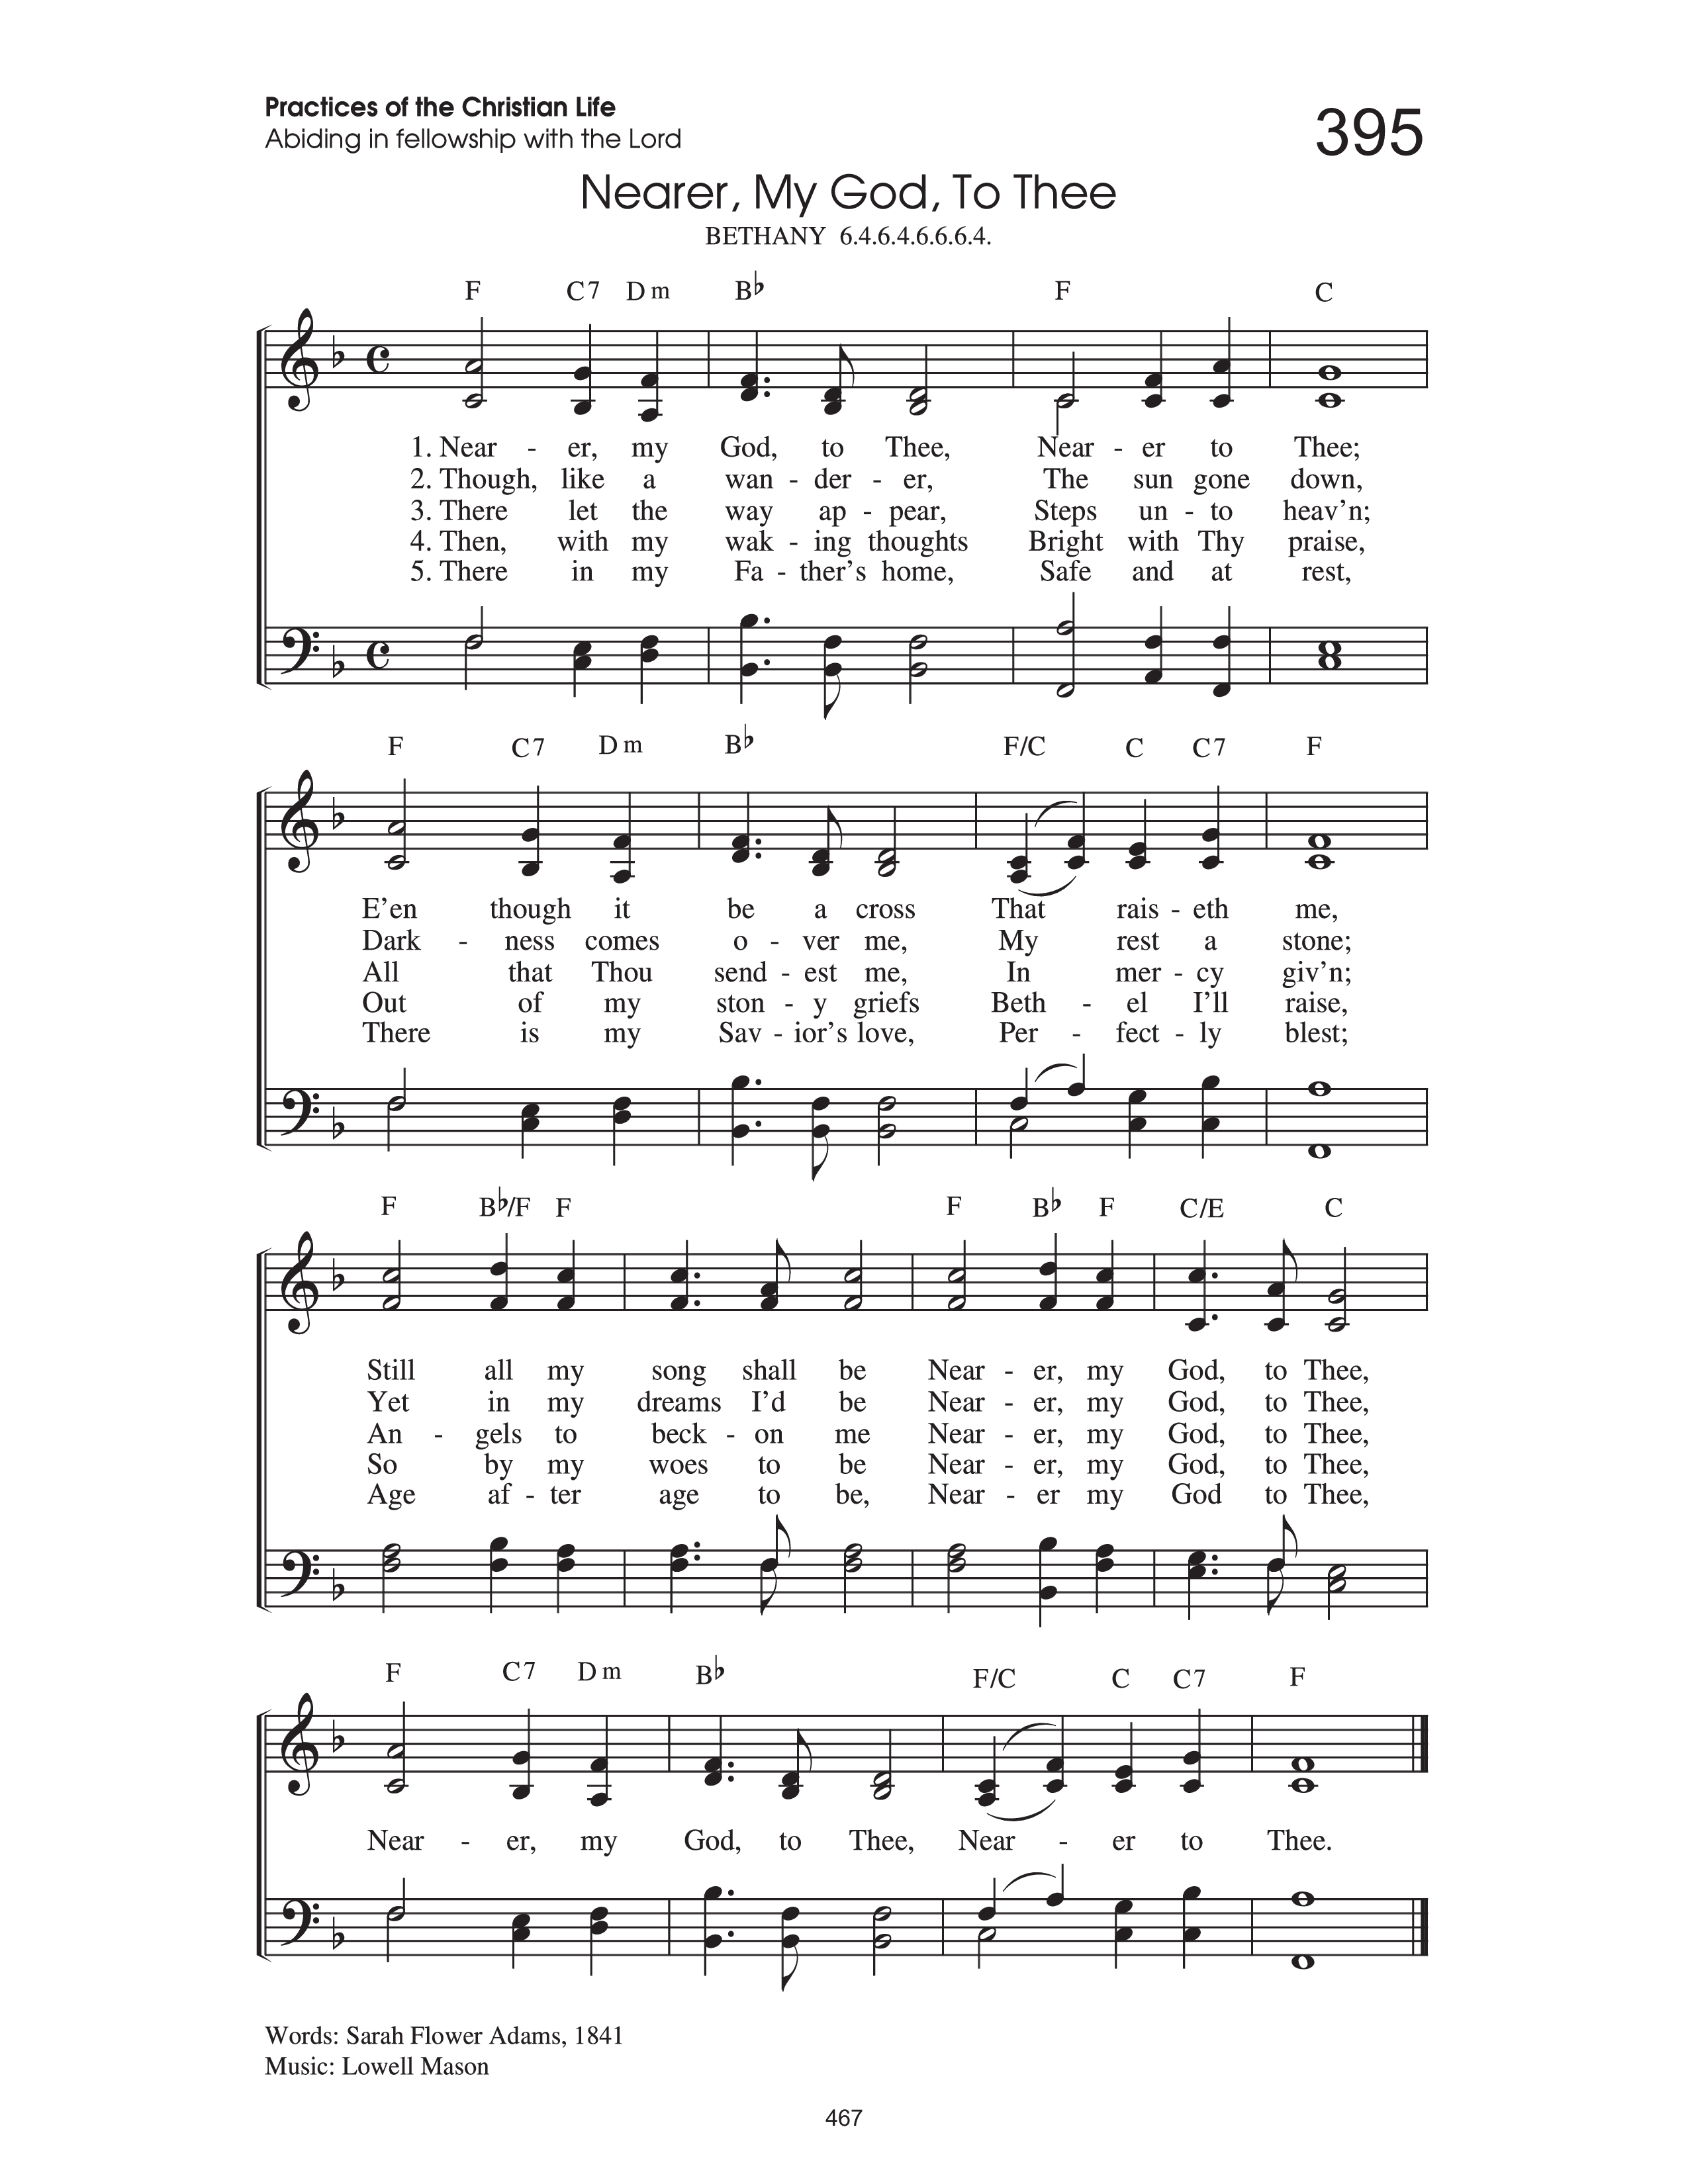 Practices of the Christian Life
Abiding in fellowship with the Lord
395
Nearer, My God, To Thee
BETHANY 6.4.6.4.6.6.6.4.
F C7 Dm B♭ F C
1. Near - er, my God, to Thee, Near - er to Thee;
2. Though, like a wan - der - er, The sun gone down,
3. There let the way ap - pear, Steps un - to heav'n;
4. Then, with my wak - ing thoughts Bright with Thy praise,
5. There in my Fa - ther's home, Safe and at rest,
F C7 Dm B♭ F/C C C7 F
E'en though it be a cross That rais - eth me,
Dark - ness comes o - ver me, My rest a stone;
All that Thou send - est me, In mer - cy giv'n;
Out of my ston - y griefs Beth - el I'll raise,
There is my Sav - ior's love, Per - fect - ly blest;
F B♭/F F F B♭ F C/E C
Still all my song shall be Near - er, my God, to Thee,
Yet in my dreams I'd be Near - er, my God, to Thee,
An - gels to beck - on me Near - er, my God, to Thee,
So by my woes to be Near - er, my God, to Thee,
Age af - ter age to be, Near - er my God to Thee,
F C7 Dm B♭ F/C C C7 F
Near - er, my God, to Thee, Near - er to Thee.
Words: Sarah Flower Adams, 1841
Music: Lowell Mason
467